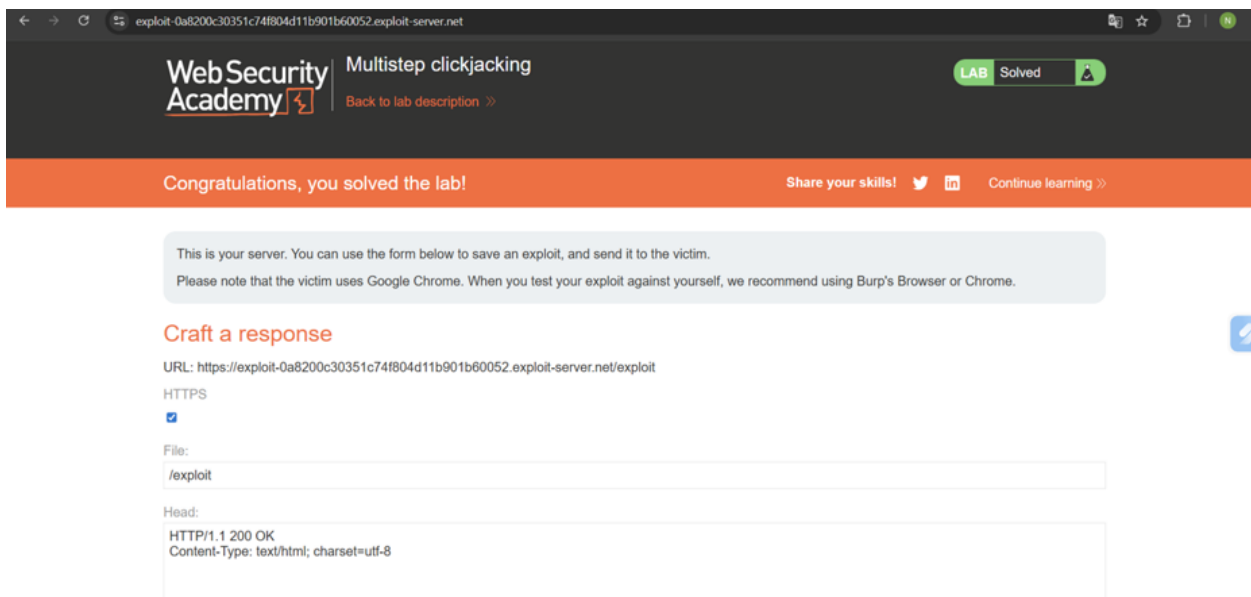 exploit-0a8200c30351c74f804d11b901b60052.exploit-server.net
N
Web Security
Academy
Multistep clickjacking
Back to lab description
LAB Solved
Congratulations, you solved the lab!
Share your skills!
in
Continue learning
This is your server. You can use the form below to save an exploit, and send it to the victim.
Please note that the victim uses Google Chrome. When you test your exploit against yourself, we recommend using Burp's Browser or Chrome.
Craft a response
URL: https://exploit-0a8200c30351c74f804d11b901b60052.exploit-server.net/exploit
HTTPS
File:
/exploit
Head:
HTTP/1.1 200 OK
Content-Type: text/html; charset=utf-8